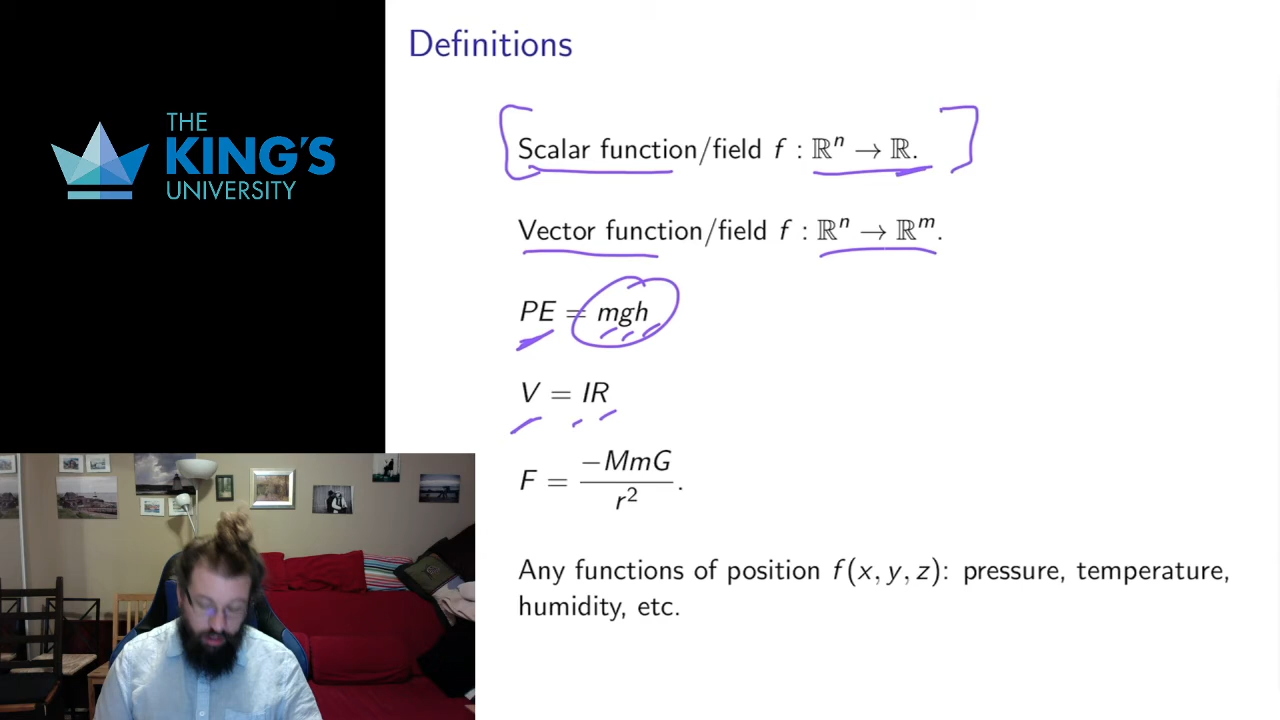 THE
KING'S
UNIVERSITY
Definitions
Scalar function/field f : ℝⁿ → ℝ.
Vector function/field f : ℝⁿ → ℝᵐ.
PE = mgh
V = IR
F = −MmG / r².
Any functions of position f(x, y, z): pressure, temperature,
humidity, etc.